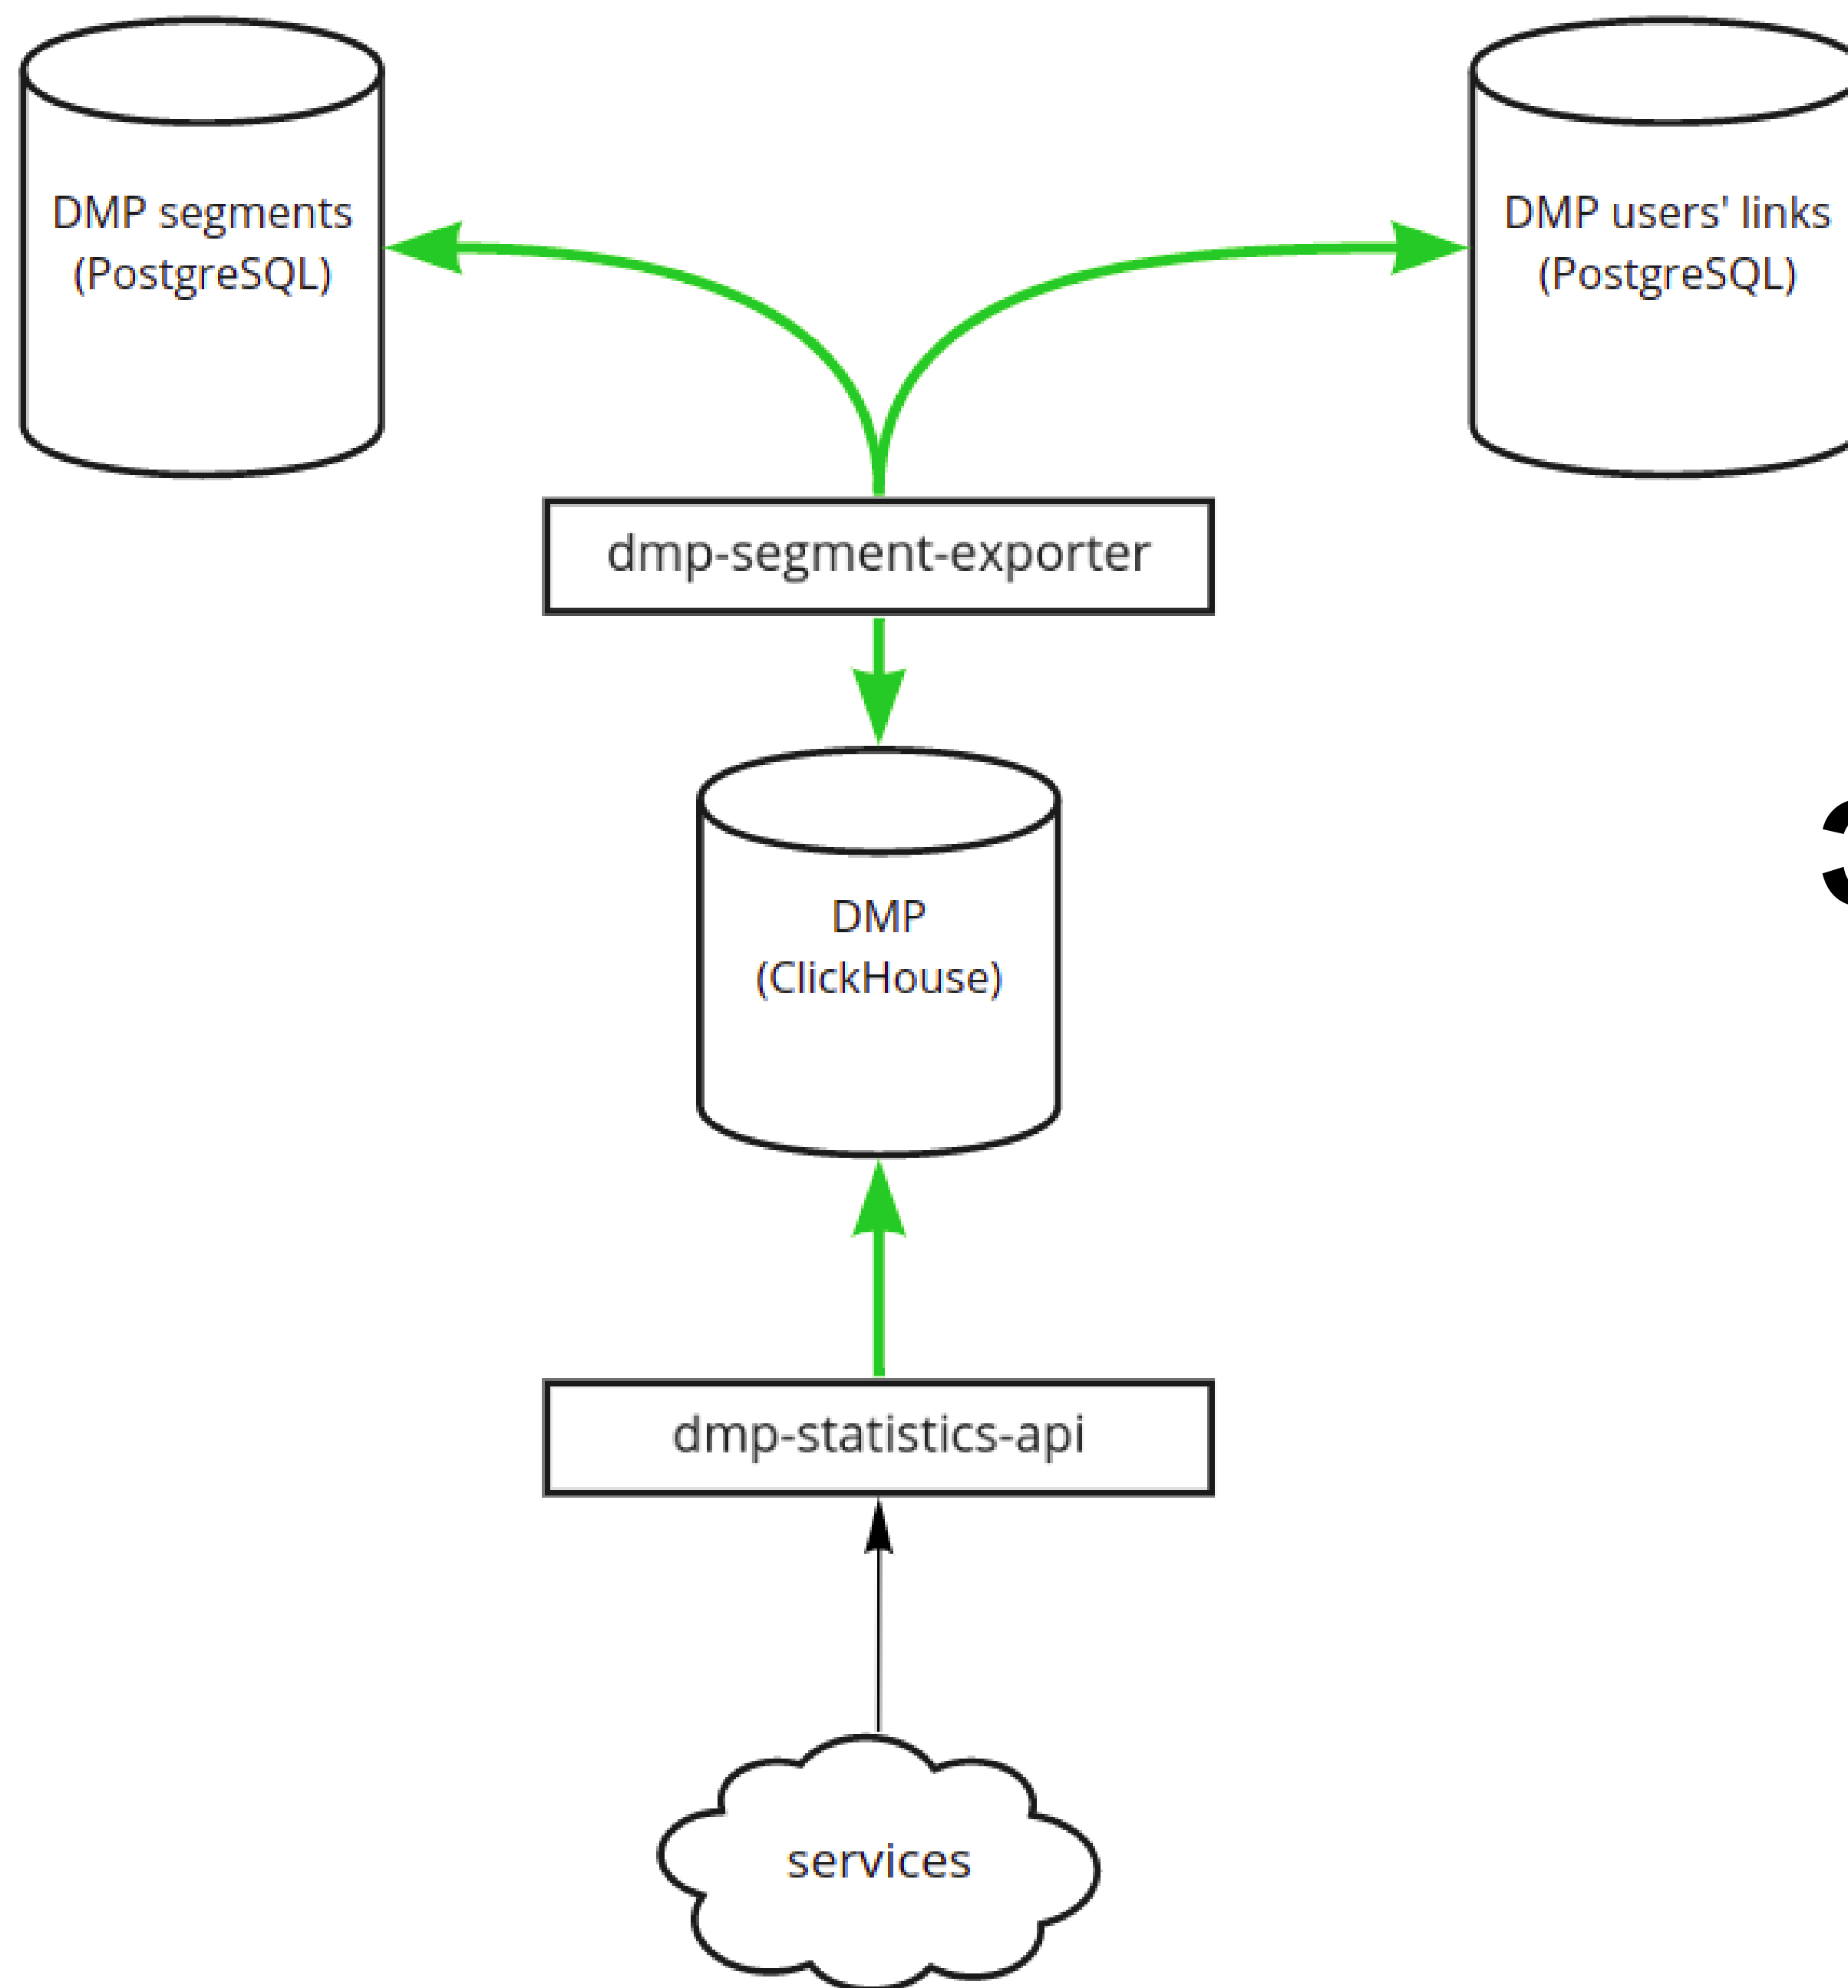 DMP segments
(PostgreSQL)
DMP users' links
(PostgreSQL)
dmp-segment-exporter
DMP
(ClickHouse)
dmp-statistics-api
services